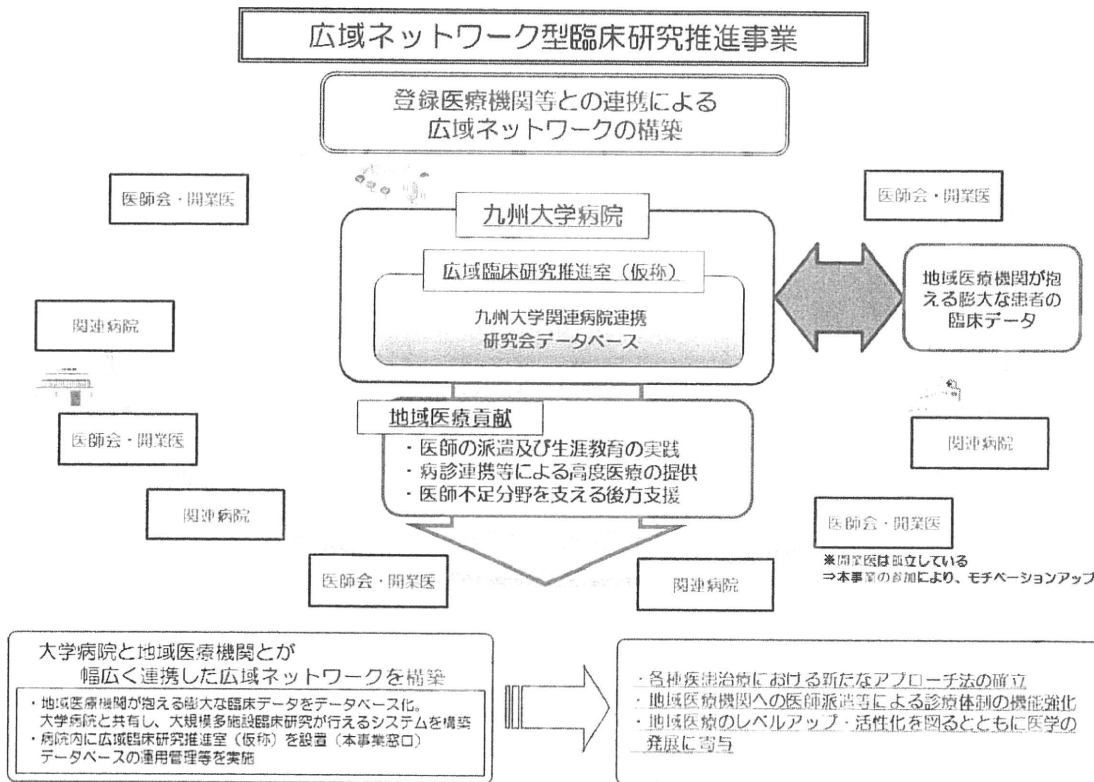 広域ネットワーク型臨床研究推進事業
登録医療機関等との連携による
広域ネットワークの構築
医師会・開業医
医師会・開業医
九州大学病院
広域臨床研究推進室（仮称）
九州大学関連病院連携
研究会データベース
地域医療機関が抱
える膨大な患者の
臨床データ
関連病院
医師会・開業医
関連病院
地域医療貢献
・医師の派遣及び生涯教育の実践
・病診連携等による高度医療の提供
・医師不足分野を支える後方支援
関連病院
医師会・開業医
※開業医は孤立している
⇒本事業の参加により、モチベーションアップ
医師会・開業医
関連病院
大学病院と地域医療機関とが
幅広く連携した広域ネットワークを構築
・地域医療機関が抱える膨大な臨床データをデータベース化。
大学病院と共有し、大規模多施設臨床研究が行えるシステムを構築
・病院内に広域臨床研究推進室（仮称）を設置（本事業窓口）
データベースの運用管理等を実施
・各種疾患治療における新たなアプローチ法の確立
・地域医療機関への医師派遣等による診療体制の機能強化
・地域医療のレベルアップ・活性化を図るとともに医学の
発展に寄与